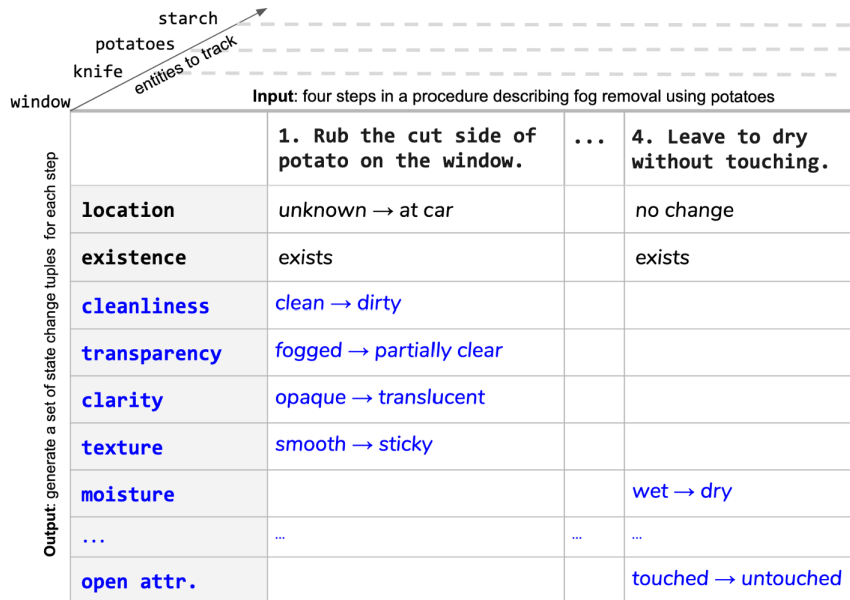 starch
potatoes
knife
window
entities to track
Input: four steps in a procedure describing fog removal using potatoes
Output: generate a set of state change tuples for each step
1. Rub the cut side of potato on the window. ... 4. Leave to dry without touching.
location unknown → at car no change
existence exists exists
cleanliness clean → dirty
transparency fogged → partially clear
clarity opaque → translucent
texture smooth → sticky
moisture wet → dry
... ... ... ...
open attr. touched → untouched